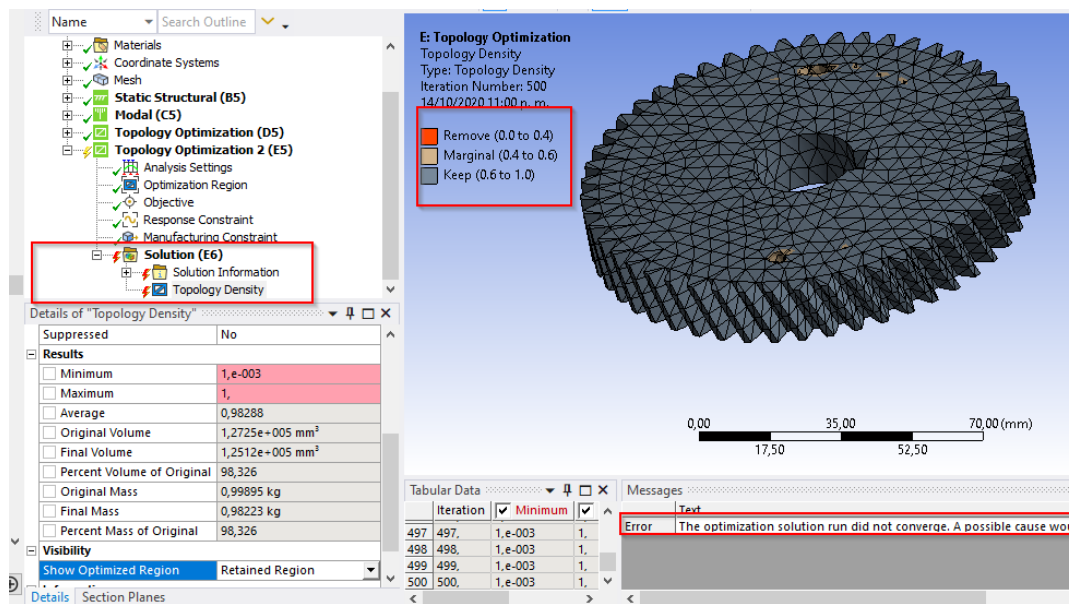 Name
Search Outline
Materials
Coordinate Systems
Mesh
Static Structural (B5)
Modal (C5)
Topology Optimization (D5)
Topology Optimization 2 (E5)
Analysis Settings
Optimization Region
Objective
Response Constraint
Manufacturing Constraint
Solution (E6)
Solution Information
Topology Density
Details of "Topology Density"
Suppressed No
Results
Minimum 1,e-003
Maximum 1,
Average 0,98288
Original Volume 1,2725e+005 mm³
Final Volume 1,2512e+005 mm³
Percent Volume of Original 98,326
Original Mass 0,99895 kg
Final Mass 0,98223 kg
Percent Mass of Original 98,326
Visibility
Show Optimized Region Retained Region
Details Section Planes
E: Topology Optimization
Topology Density
Type: Topology Density
Iteration Number: 500
14/10/2020 11:00 p. m.
Remove (0.0 to 0.4)
Marginal (0.4 to 0.6)
Keep (0.6 to 1.0)
0,00 35,00 70,00 (mm)
17,50 52,50
Tabular Data
Iteration Minimum
497 497, 1,e-003 1,
498 498, 1,e-003 1,
499 499, 1,e-003 1,
500 500, 1,e-003 1,
Messages
Text
Error The optimization solution run did not converge. A possible cause wou